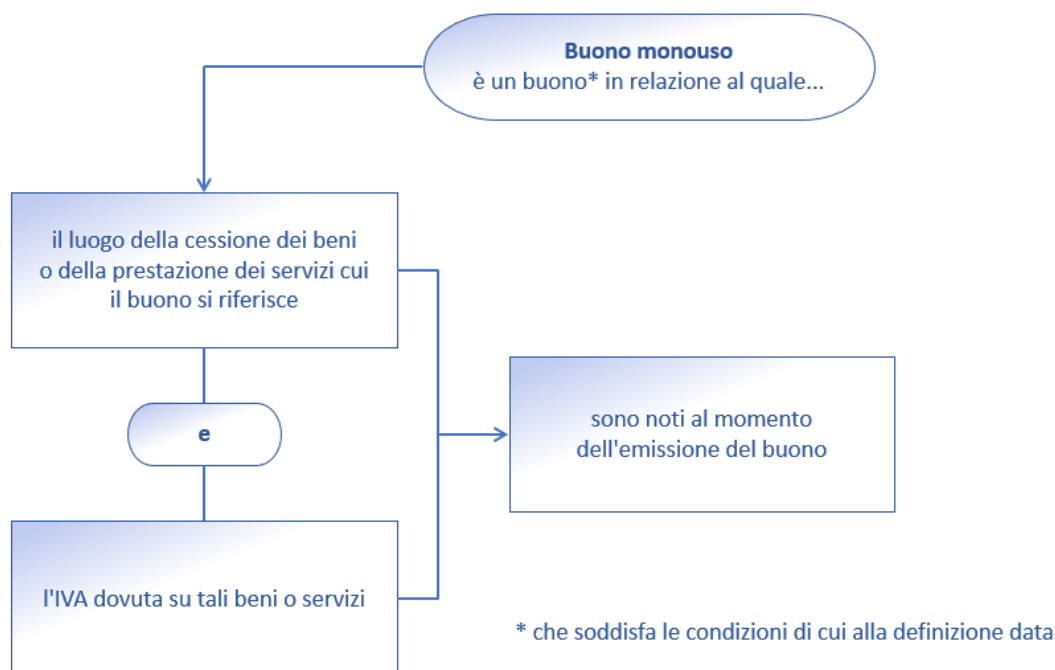 Buono monouso
è un buono* in relazione al quale...
il luogo della cessione dei beni
o della prestazione dei servizi cui
il buono si riferisce
e
sono noti al momento
dell'emissione del buono
l'IVA dovuta su tali beni o servizi
* che soddisfa le condizioni di cui alla definizione data